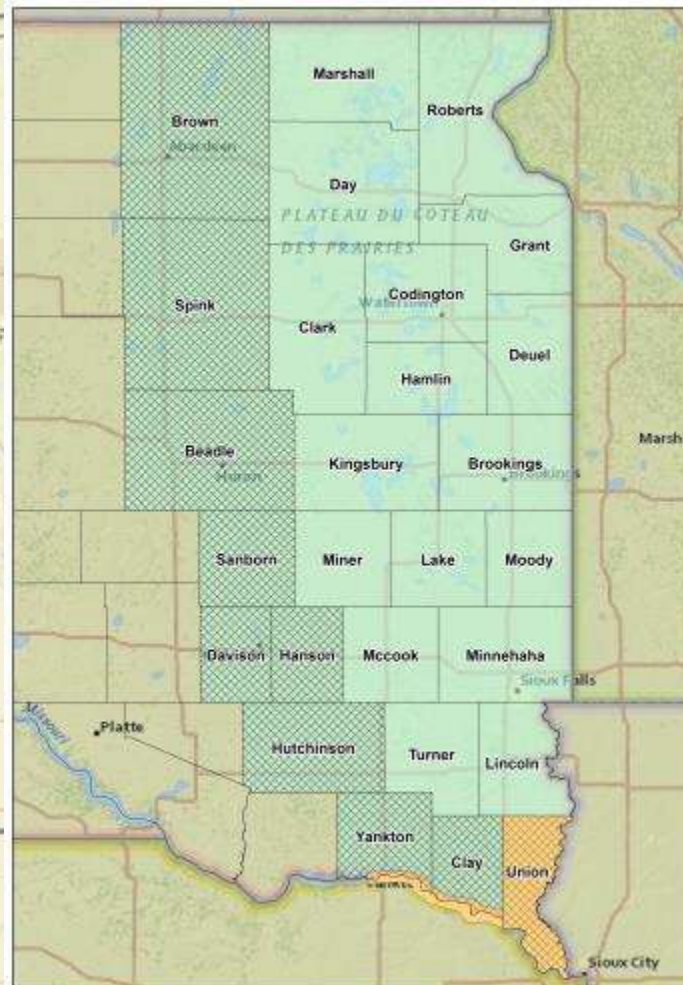 Marshall
Roberts
Brown
Aberdeen
Day
PLATEAU DU COTEAU
DES PRAIRIES
Grant
Spink
Codington
Watertown
Clark
Deuel
Hamlin
Marsh
Beadle
Huron
Kingsbury
Brookings
Brookings
Sanborn
Miner
Lake
Moody
Davison
Hanson
Mccook
Minnehaha
Sioux Falls
Missouri
Platte
Hutchinson
Turner
Lincoln
Yankton
Clay
Union
Sioux City